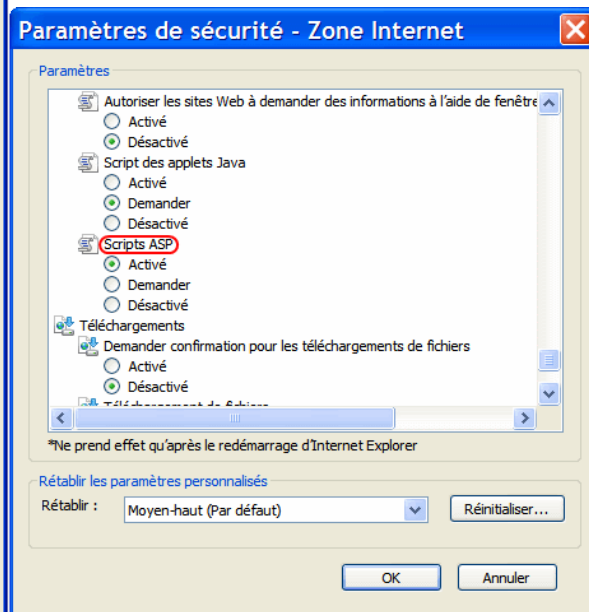 Paramètres de sécurité - Zone Internet
Paramètres
Autoriser les sites Web à demander des informations à l'aide de fenêtre
Activé
Désactivé
Script des applets Java
Activé
Demander
Désactivé
Scripts ASP
Activé
Demander
Désactivé
Téléchargements
Demander confirmation pour les téléchargements de fichiers
Activé
Désactivé
Téléchargement de fichiers
*Ne prend effet qu'après le redémarrage d'Internet Explorer
Rétablir les paramètres personnalisés
Rétablir :
Moyen-haut (Par défaut)
Réinitialiser...
OK
Annuler